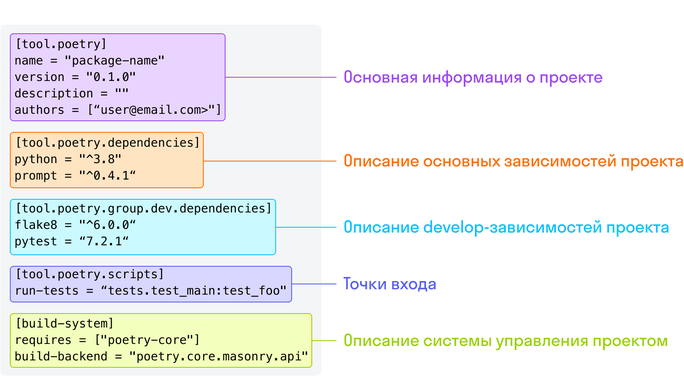 [tool.poetry]
name = "package-name"
version = "0.1.0"
description = ""
authors = [“user@email.com>"]
Основная информация о проекте
[tool.poetry.dependencies]
python = "^3.8"
prompt = "^0.4.1“
Описание основных зависимостей проекта
[tool.poetry.group.dev.dependencies]
flake8 = "^6.0.0“
pytest = “7.2.1“
Описание develop-зависимостей проекта
[tool.poetry.scripts]
run-tests = “tests.test_main:test_foo"
Точки входа
[build-system]
requires = ["poetry-core"]
build-backend = "poetry.core.masonry.api"
Описание системы управления проектом